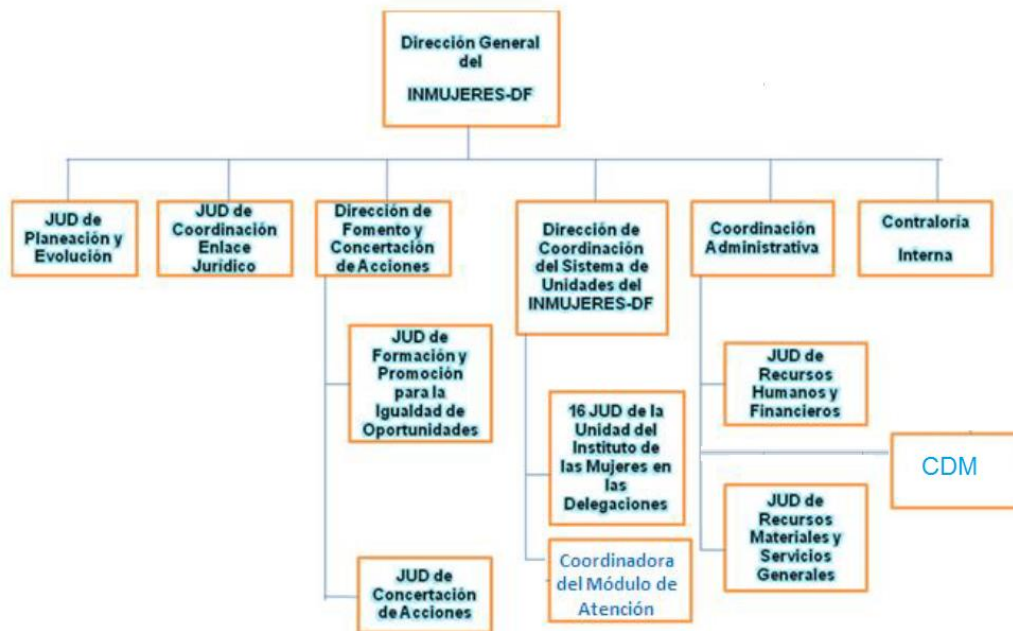 Dirección General
del
INMUJERES-DF
JUD de
Planeación y
Evolución
JUD de
Coordinación
Enlace
Jurídico
Dirección de
Fomento y
Concertación
de Acciones
Dirección de
Coordinación
del Sistema de
Unidades del
INMUJERES-DF
Coordinación
Administrativa
Contraloría
Interna
JUD de
Formación y
Promoción
para la
Igualdad de
Oportunidades
JUD de
Concertación
de Acciones
16 JUD de la
Unidad del
Instituto de
las Mujeres en
las
Delegaciones
Coordinadora
del Módulo de
Atención
JUD de
Recursos
Humanos y
Financieros
CDM
JUD de
Recursos
Materiales y
Servicios
Generales